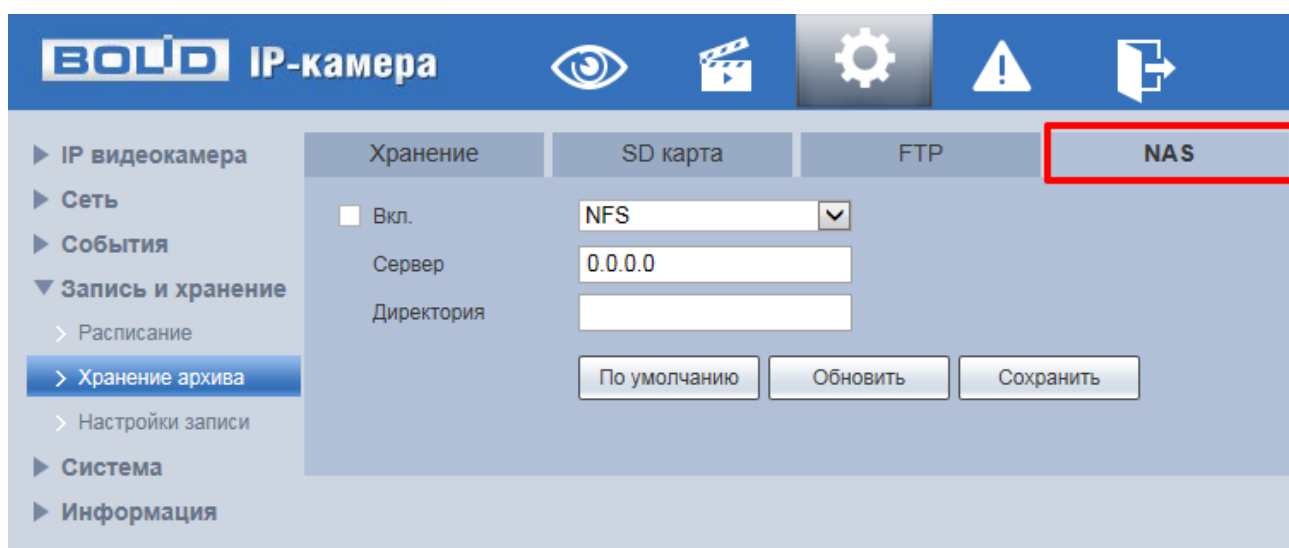 BOLID IP-камера
IP видеокамера
Сеть
События
Запись и хранение
Расписание
Хранение архива
Настройки записи
Система
Информация
Хранение SD карта FTP NAS
Вкл. NFS
Сервер 0.0.0.0
Директория
По умолчанию Обновить Сохранить